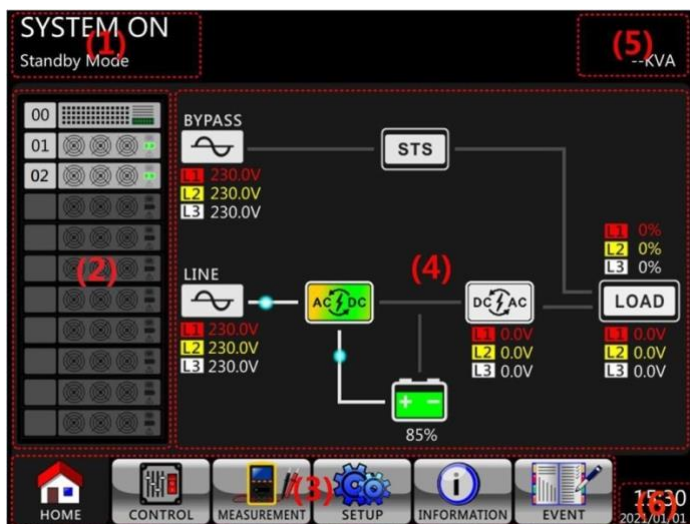 SYSTEM ON
(1)
Standby Mode
(5)
--KVA
00
01
02
(2)
BYPASS
L1 230.0V
L2 230.0V
L3 230.0V
STS
L1 0%
L2 0%
L3 0%
LINE
(4)
AC DC
DC AC
LOAD
L1 230.0V
L2 230.0V
L3 230.0V
L1 0.0V
L2 0.0V
L3 0.0V
L1 0.0V
L2 0.0V
L3 0.0V
+ -
85%
HOME
CONTROL
MEASUREMENT
(3)
SETUP
INFORMATION
EVENT
15:30
(6)
2021/01/01